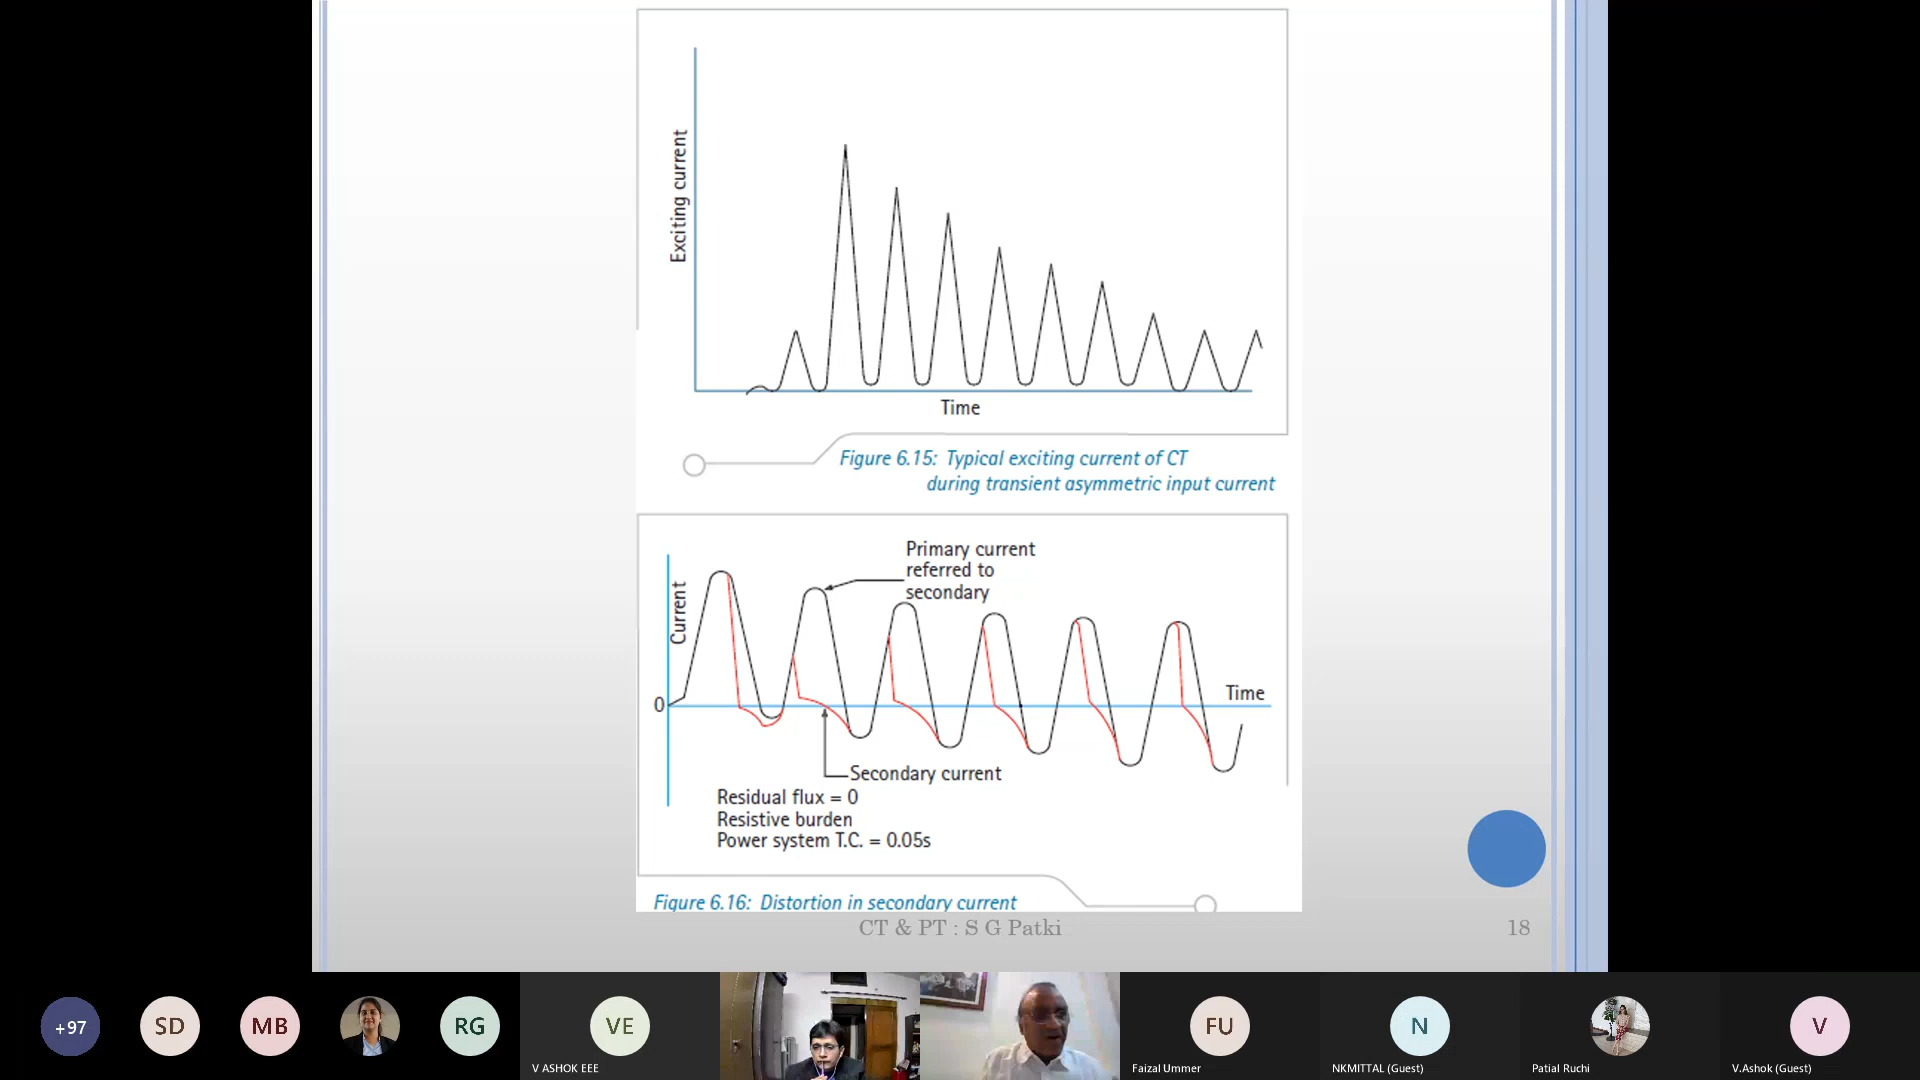 Exciting current
Time
Figure 6.15: Typical exciting current of CT
during transient asymmetric input current
Primary current
referred to
secondary
Current
0
Time
Secondary current
Residual flux = 0
Resistive burden
Power system T.C. = 0.05s
Figure 6.16: Distortion in secondary current
CT & PT : S G Patki
18
+97
SD
MB
RG
VE
FU
N
V
V ASHOK EEE
Faizal Ummer
NKMITTAL (Guest)
Patial Ruchi
V.Ashok (Guest)